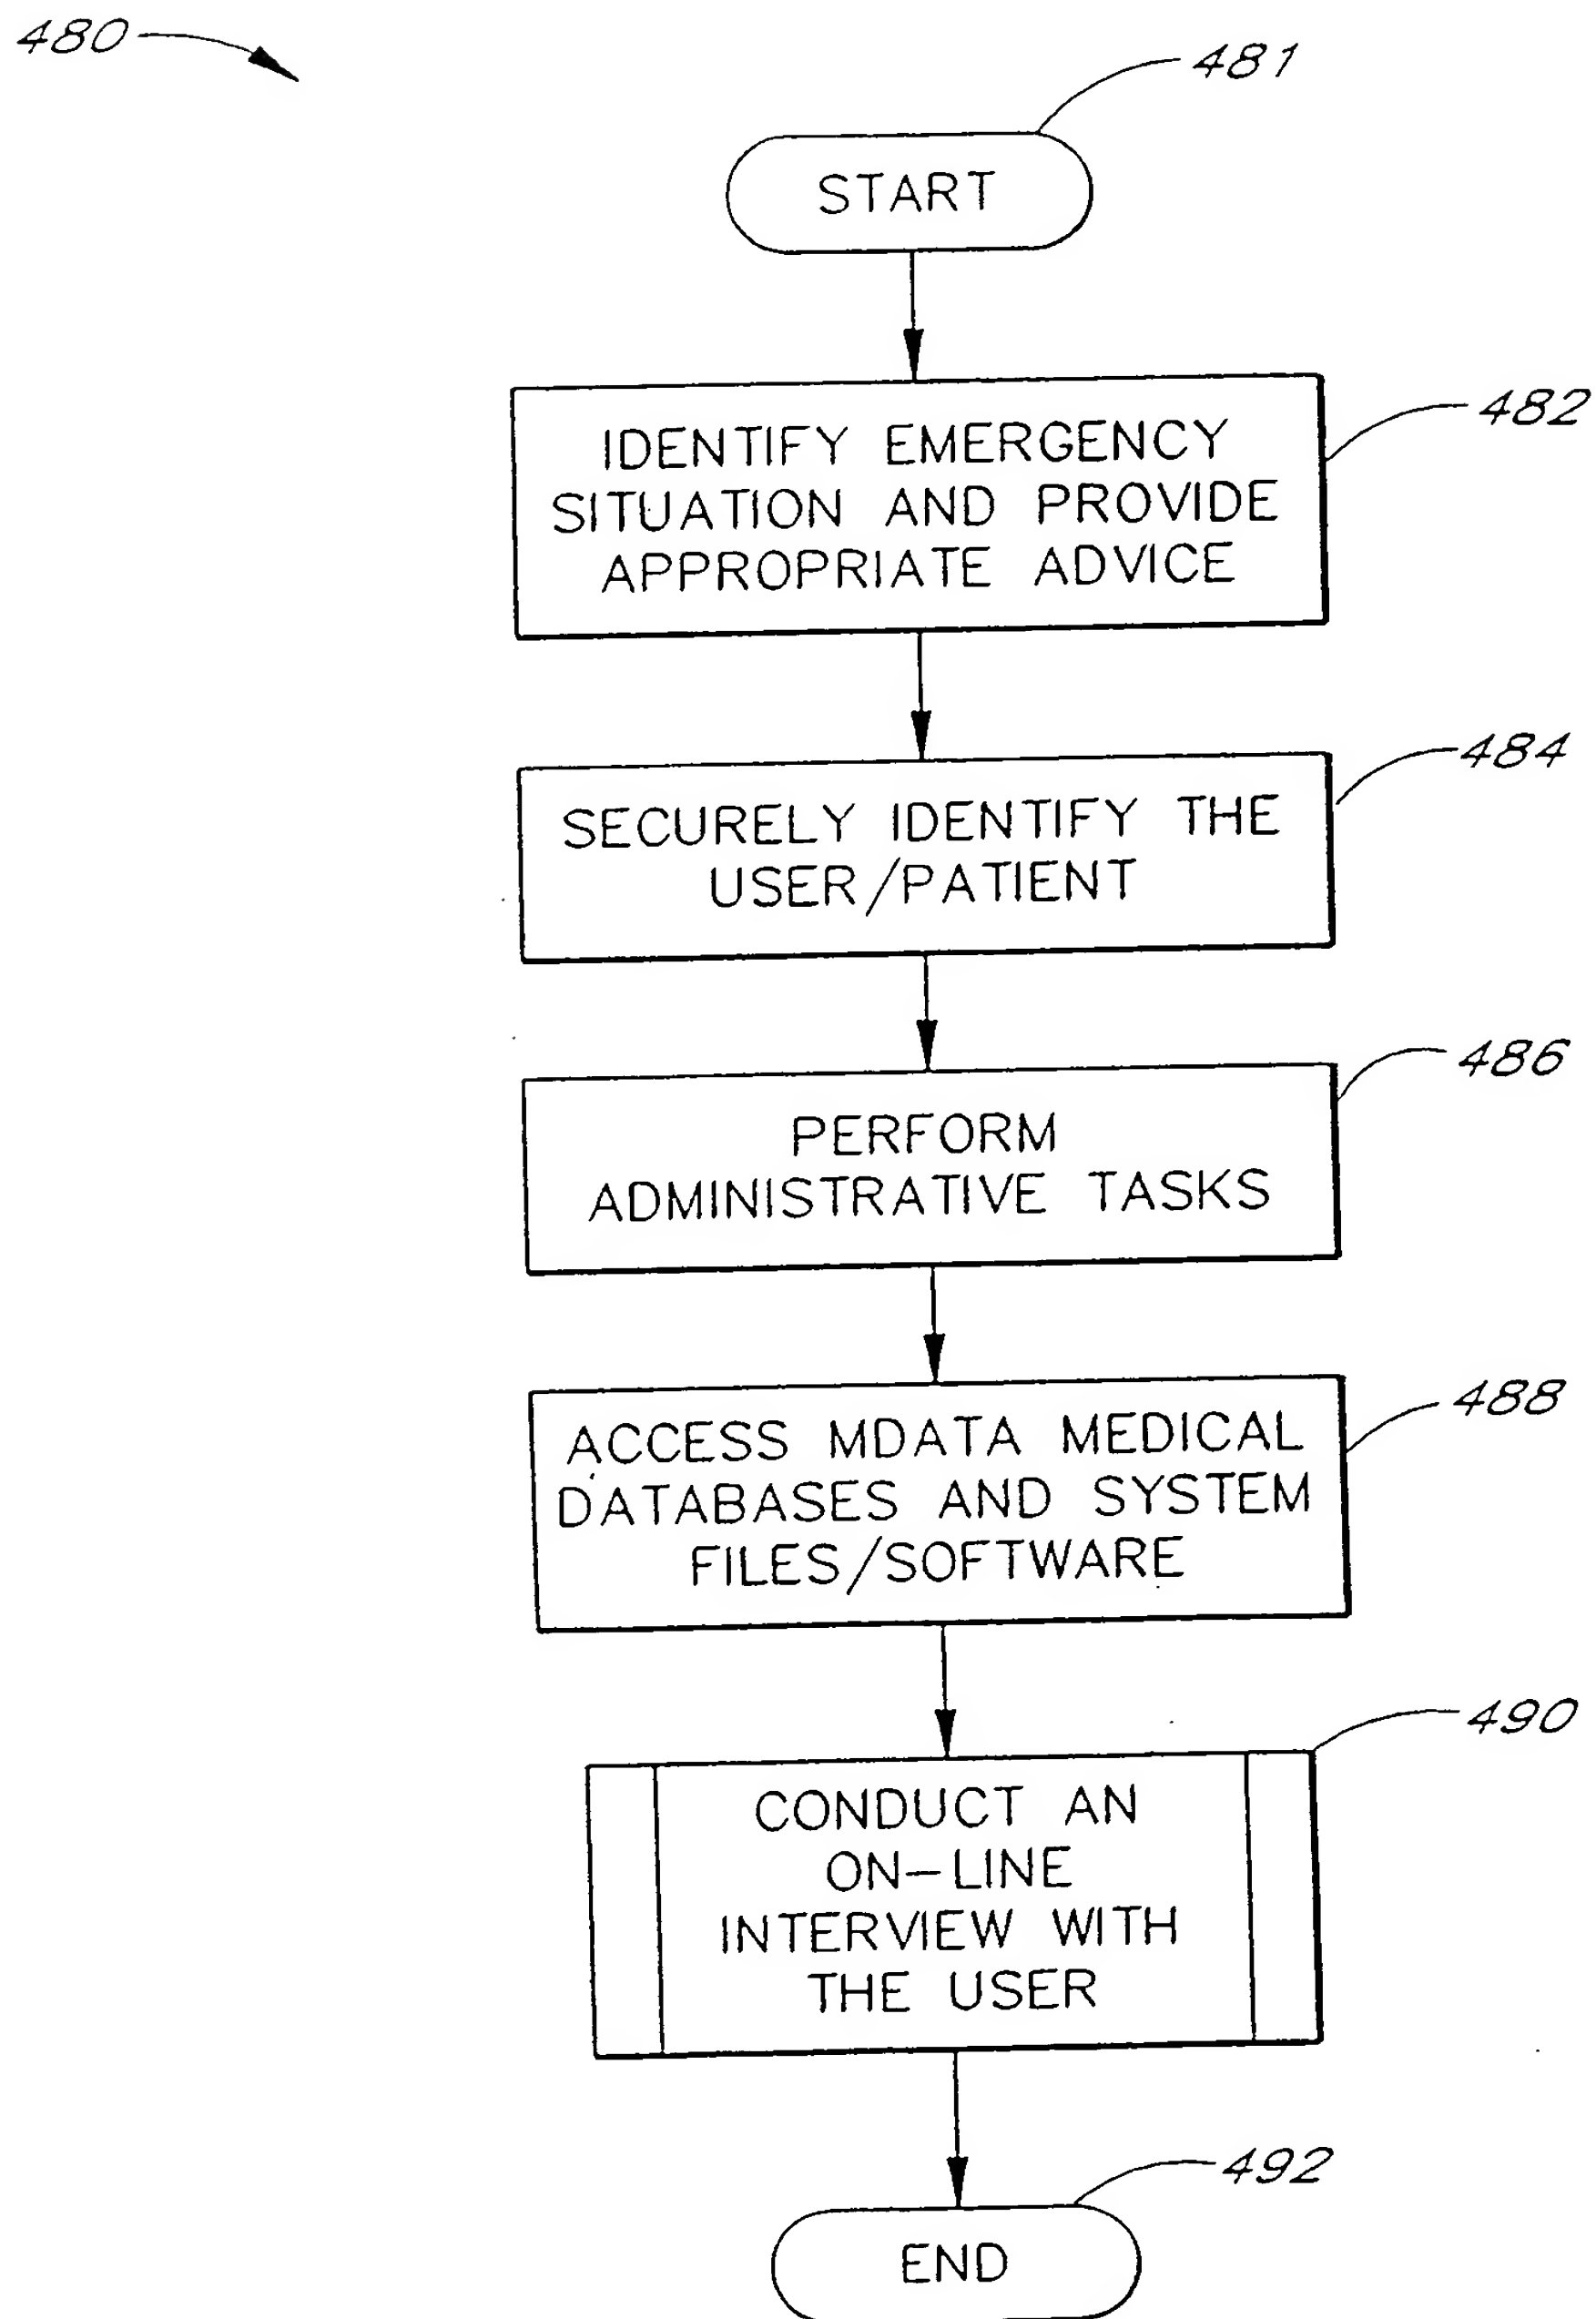 480
481
START
482
IDENTIFY EMERGENCY
SITUATION AND PROVIDE
APPROPRIATE ADVICE
484
SECURELY IDENTIFY THE
USER/PATIENT
486
PERFORM
ADMINISTRATIVE TASKS
488
ACCESS MDATA MEDICAL
DATABASES AND SYSTEM
FILES/SOFTWARE
490
CONDUCT AN
ON-LINE
INTERVIEW WITH
THE USER
492
END